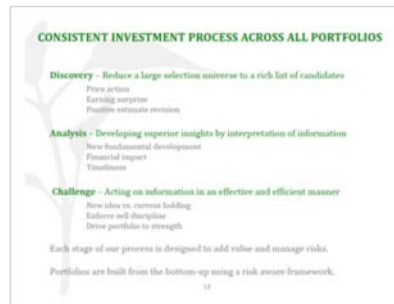 CONSISTENT INVESTMENT PROCESS ACROSS ALL PORTFOLIOS
Discovery – Reduce a large selection universe to a rich list of candidates
Price action
Earning surprise
Positive estimate revision
Analysis – Developing superior insights by interpretation of information
New fundamental development
Financial impact
Timeliness
Challenge – Acting on information in an effective and efficient manner
New idea vs. current holding
Enforce sell discipline
Drive portfolio to strength
Each stage of our process is designed to add value and manage risks.
Portfolios are built from the bottom-up using a risk aware framework.